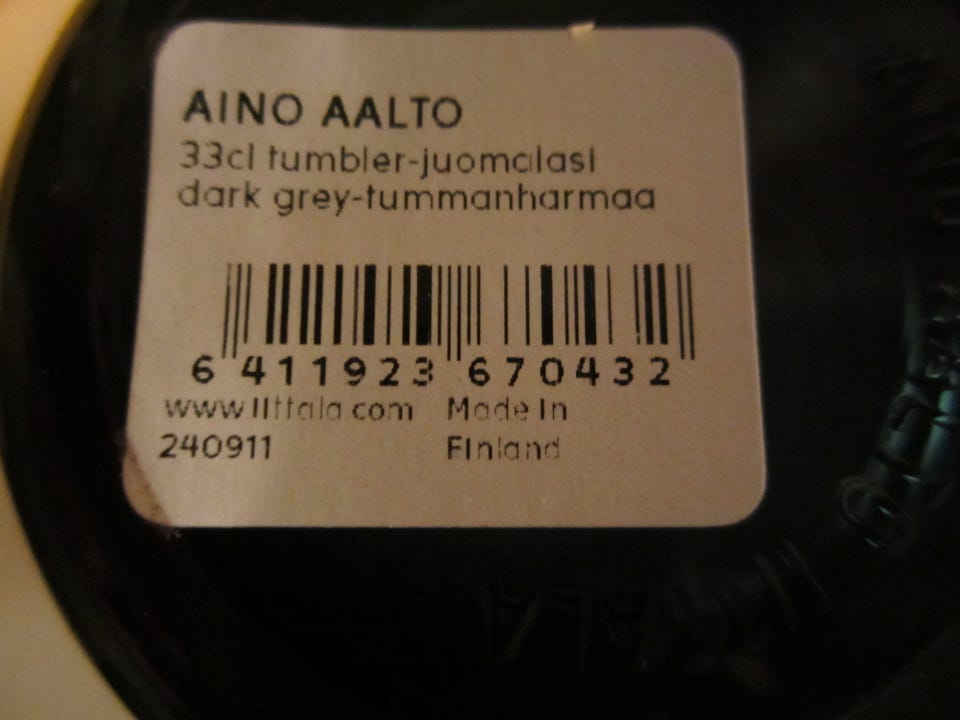 AINO AALTO
33cl tumbler-juomalasi
dark grey-tummanharmaa
6 411923 670432
www.iittala.com Made in
240911 Finland